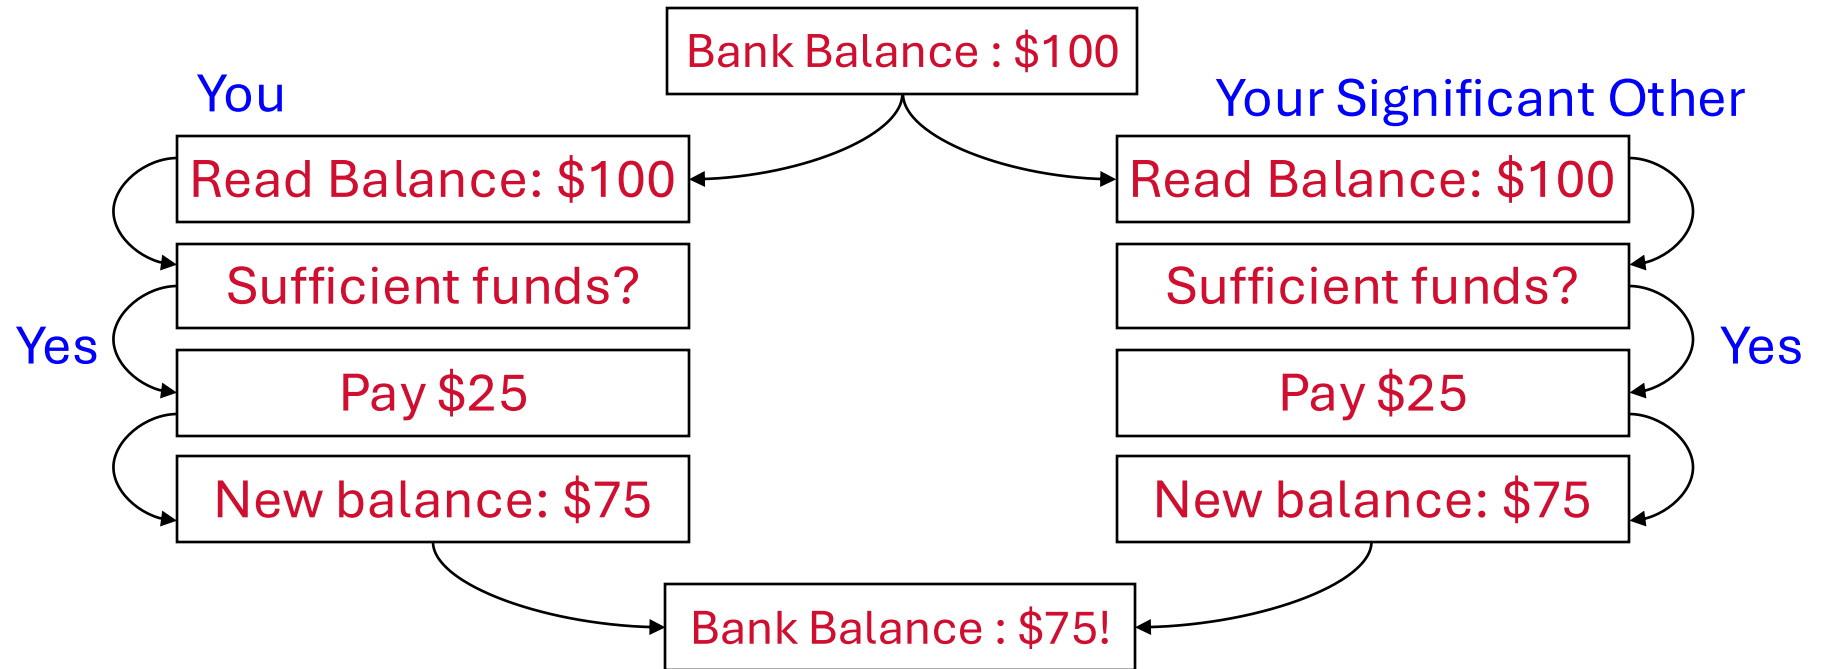 Bank Balance : $100
You
Your Significant Other
Read Balance: $100
Read Balance: $100
Sufficient funds?
Sufficient funds?
Yes
Yes
Pay $25
Pay $25
New balance: $75
New balance: $75
Bank Balance : $75!